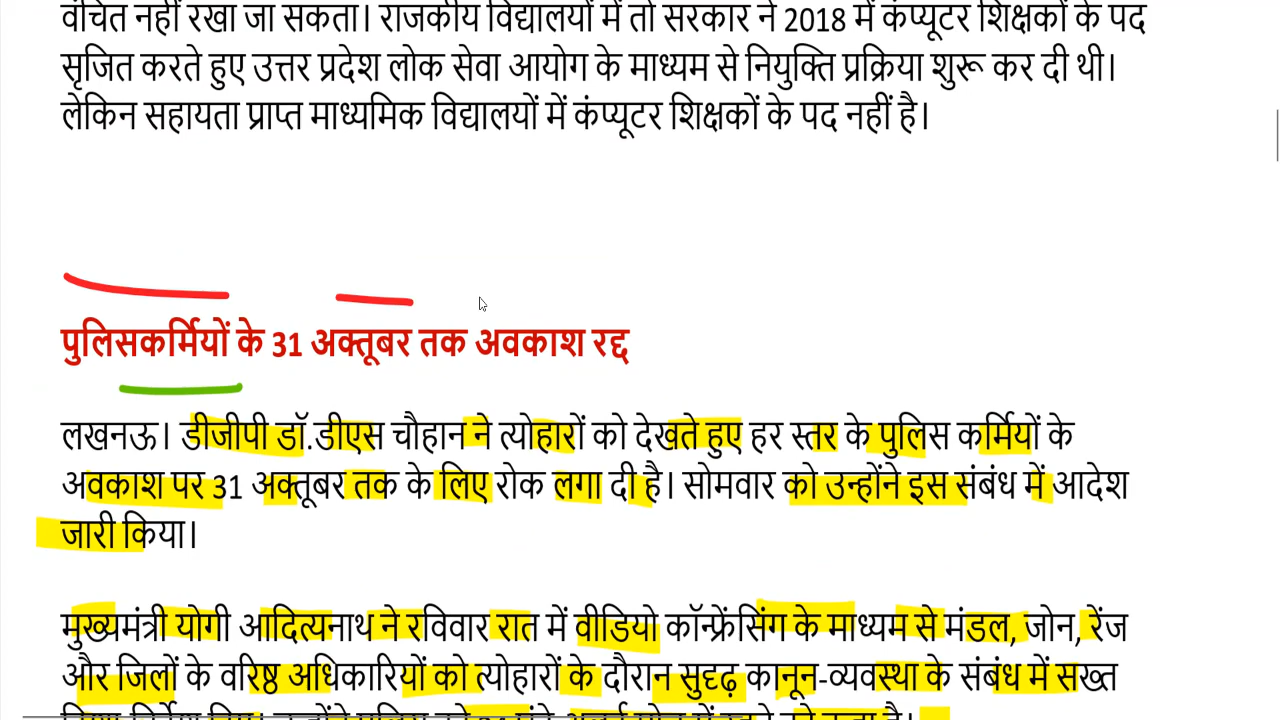 वंचित नहीं रखा जा सकता। राजकीय विद्यालयों में तो सरकार ने 2018 में कंप्यूटर शिक्षकों के पद
सृजित करते हुए उत्तर प्रदेश लोक सेवा आयोग के माध्यम से नियुक्ति प्रक्रिया शुरू कर दी थी।
लेकिन सहायता प्राप्त माध्यमिक विद्यालयों में कंप्यूटर शिक्षकों के पद नहीं है।
पुलिसकर्मियों के 31 अक्तूबर तक अवकाश रद्द
लखनऊ। डीजीपी डॉ.डीएस चौहान ने त्योहारों को देखते हुए हर स्तर के पुलिस कर्मियों के
अवकाश पर 31 अक्तूबर तक के लिए रोक लगा दी है। सोमवार को उन्होंने इस संबंध में आदेश
जारी किया।
मुख्यमंत्री योगी आदित्यनाथ ने रविवार रात में वीडियो कॉन्फ्रेंसिंग के माध्यम से मंडल, जोन, रेंज
और जिलों के वरिष्ठ अधिकारियों को त्योहारों के दौरान सुदृढ़ कानून-व्यवस्था के संबंध में सख्त